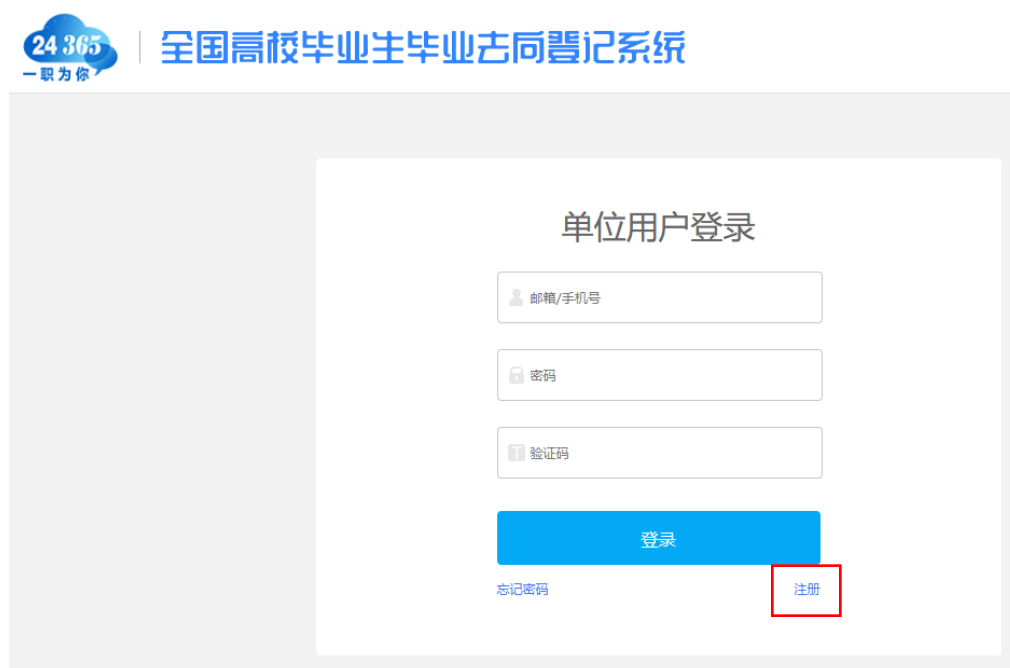 24 365
一职为你
全国高校毕业生毕业去向登记系统
单位用户登录
邮箱/手机号
密码
T 验证码
登录
忘记密码
注册